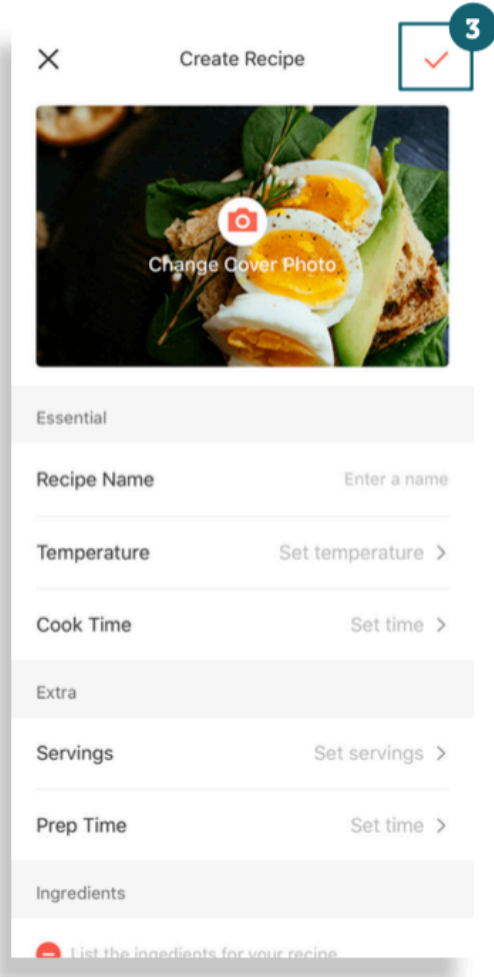 3
Create Recipe
Change Cover Photo
Essential
Recipe Name Enter a name
Temperature Set temperature >
Cook Time Set time >
Extra
Servings Set servings >
Prep Time Set time >
Ingredients
List the ingedients for your recipe